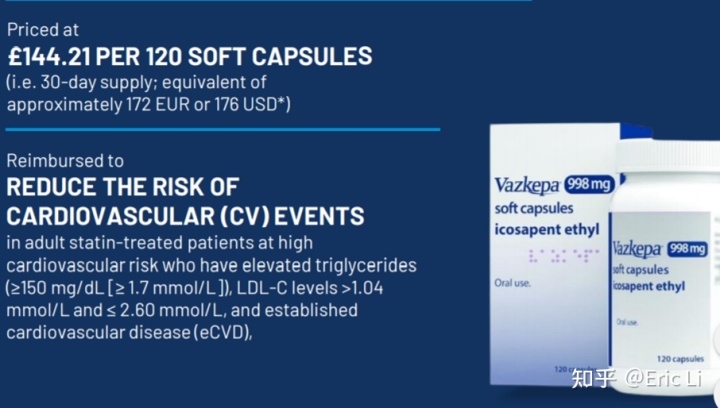 Priced at
£144.21 PER 120 SOFT CAPSULES
(i.e. 30-day supply; equivalent of
approximately 172 EUR or 176 USD*)
Reimbursed to
REDUCE THE RISK OF
CARDIOVASCULAR (CV) EVENTS
in adult statin-treated patients at high
cardiovascular risk who have elevated triglycerides
(≥150 mg/dL [≥ 1.7 mmol/L]), LDL-C levels >1.04
mmol/L and ≤ 2.60 mmol/L, and established
cardiovascular disease (eCVD),
Vazkepa 998 mg
soft capsules
icosapent ethyl
Oral use.
120
Vazkepa 998 mg
soft capsules
icosapent ethyl
Oral use.
120 capsules
知乎 @Eric Li